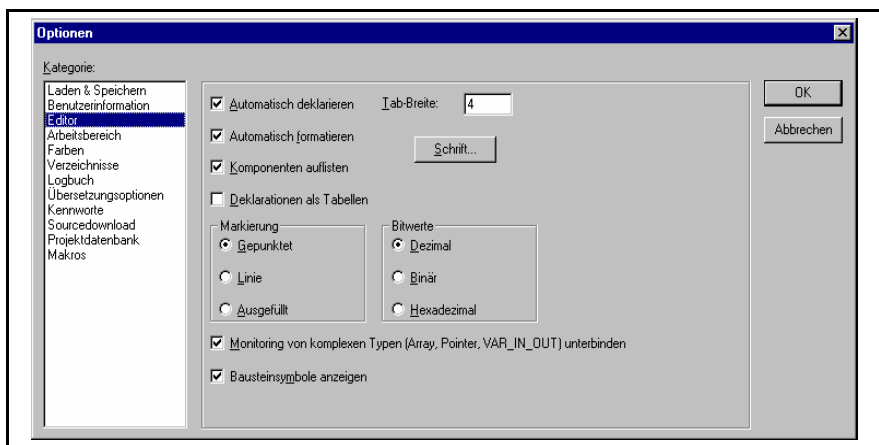 Optionen
Kategorie:
Laden & Speichern
Benutzerinformation
Editor
Arbeitsbereich
Farben
Verzeichnisse
Logbuch
Übersetzungsoptionen
Kennworte
Sourcedownload
Projektdatenbank
Makros
Automatisch deklarieren Tab-Breite: 4
Automatisch formatieren
Schrift...
Komponenten auflisten
Deklarationen als Tabellen
Markierung Bitwerte
Gepunktet Dezimal
Linie Binär
Ausgefüllt Hexadezimal
Monitoring von komplexen Typen (Array, Pointer, VAR_IN_OUT) unterbinden
Bausteinsymbole anzeigen
OK
Abbrechen